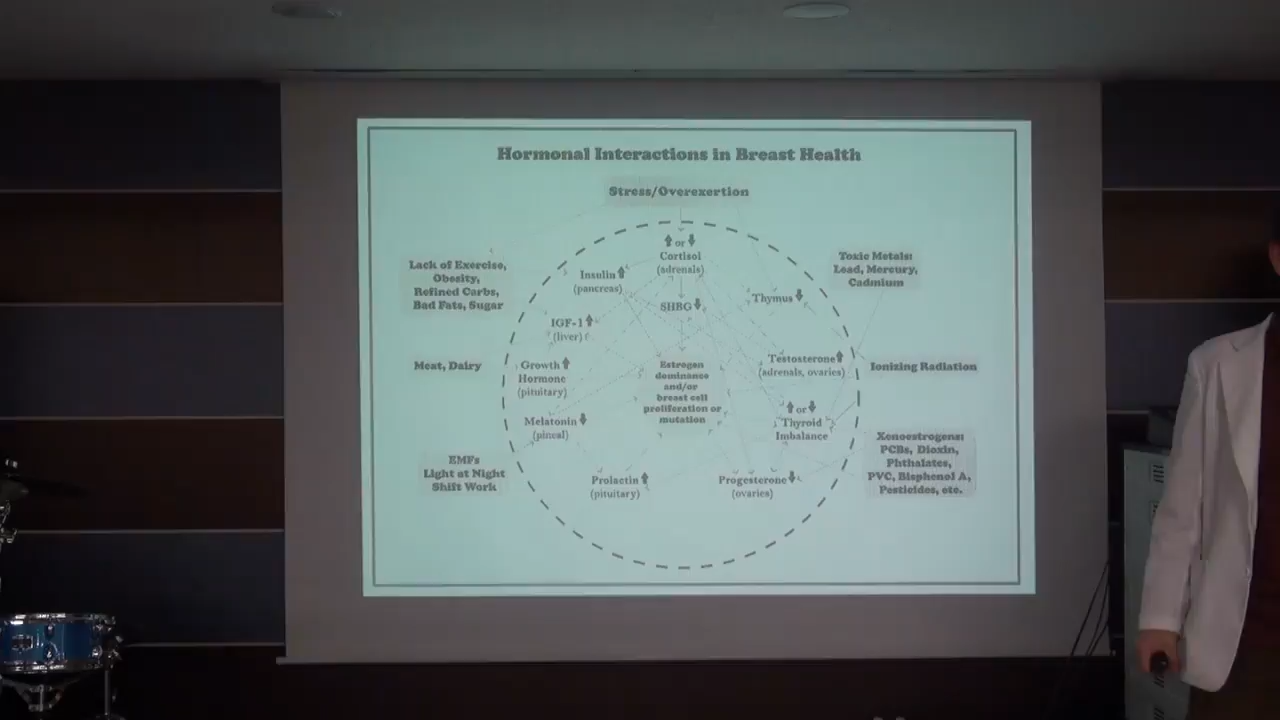 Hormonal Interactions in Breast Health
Stress/Overexertion
⬆ or ⬇
Cortisol
(adrenals)
Lack of Exercise,
Obesity,
Refined Carbs,
Bad Fats, Sugar
Insulin⬆
(pancreas)
SHBG⬇
Thymus⬇
Toxic Metals:
Lead, Mercury,
Cadmium
IGF-1⬆
(liver)
Meat, Dairy
Growth⬆
Hormone
(pituitary)
Estrogen
dominance
and/or
breast cell
proliferation or
mutation
Testosterone⬆
(adrenals, ovaries)
Ionizing Radiation
Melatonin⬇
(pineal)
⬆ or ⬇
Thyroid
Imbalance
EMFs
Light at Night
Shift Work
Prolactin⬆
(pituitary)
Progesterone⬇
(ovaries)
Xenoestrogens:
PCBs, Dioxin,
Phthalates,
PVC, Bisphenol A,
Pesticides, etc.